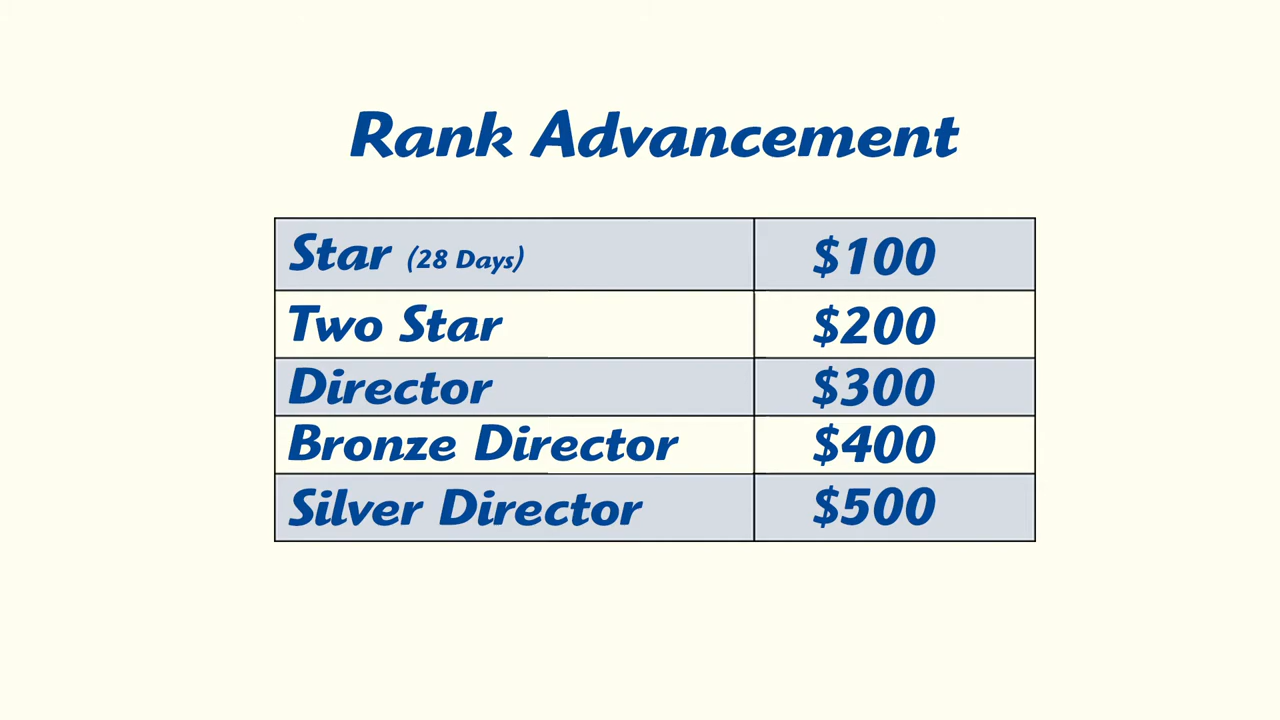 Rank Advancement
Star (28 Days) $100
Two Star $200
Director $300
Bronze Director $400
Silver Director $500